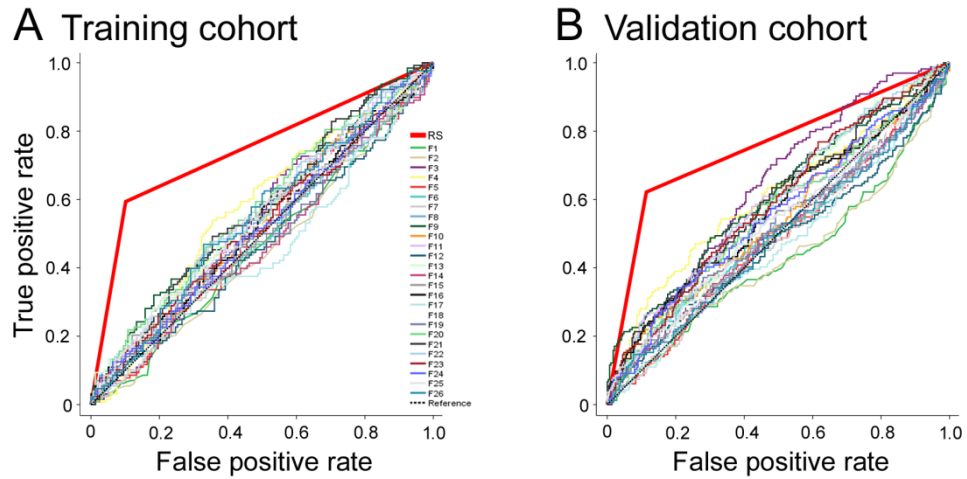 A Training cohort
B Validation cohort
True positive rate
1.0
0.8
0.6
0.4
0.2
0
0
0.2
0.4
0.6
0.8
1.0
False positive rate
RS
F1
F2
F3
F4
F5
F6
F7
F8
F9
F10
F11
F12
F13
F14
F15
F16
F17
F18
F19
F20
F21
F22
F23
F24
F25
F26
Reference
1.0
0.8
0.6
0.4
0.2
0
0
0.2
0.4
0.6
0.8
1.0
False positive rate